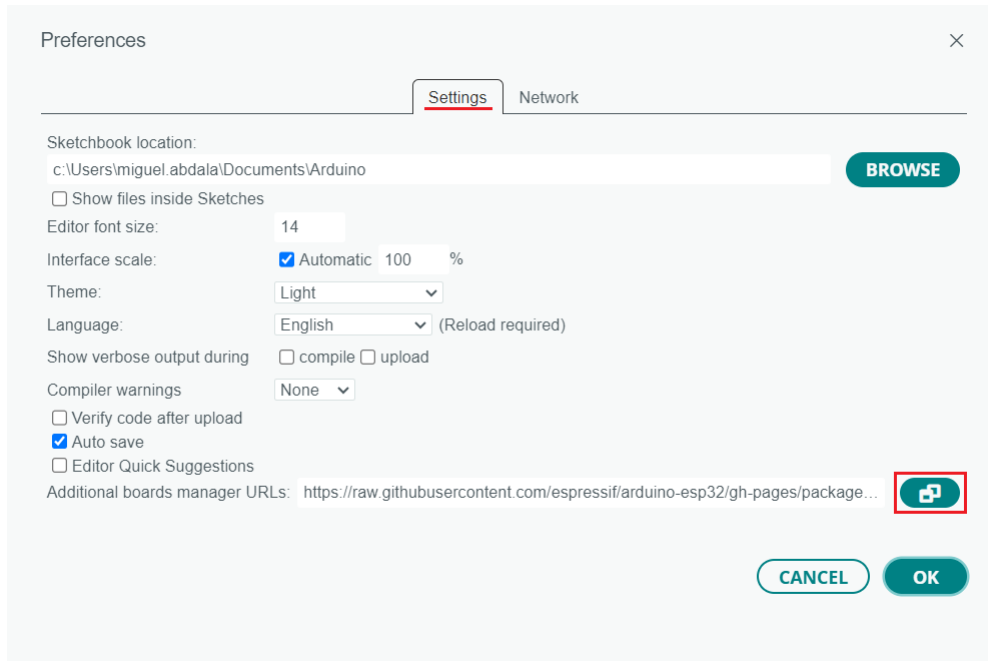 Preferences
Settings Network
Sketchbook location:
c:\Users\miguel.abdala\Documents\Arduino
BROWSE
Show files inside Sketches
Editor font size: 14
Interface scale: Automatic 100 %
Theme: Light
Language: English (Reload required)
Show verbose output during compile upload
Compiler warnings None
Verify code after upload
Auto save
Editor Quick Suggestions
Additional boards manager URLs: https://raw.githubusercontent.com/espressif/arduino-esp32/gh-pages/package...
CANCEL OK